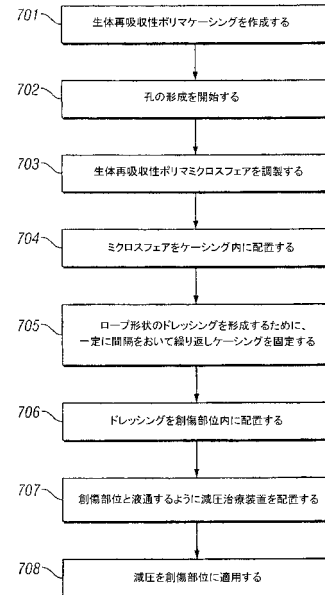 701
生体再吸収性ポリマケーシングを作成する
702
孔の形成を開始する
703
生体再吸収性ポリマミクロスフェアを調製する
704
ミクロスフェアをケーシング内に配置する
705
ロープ形状のドレッシングを形成するために、
一定に間隔をおいて繰り返しケーシングを固定する
706
ドレッシングを創傷部位内に配置する
707
創傷部位と液通するように減圧治療装置を配置する
708
減圧を創傷部位に適用する